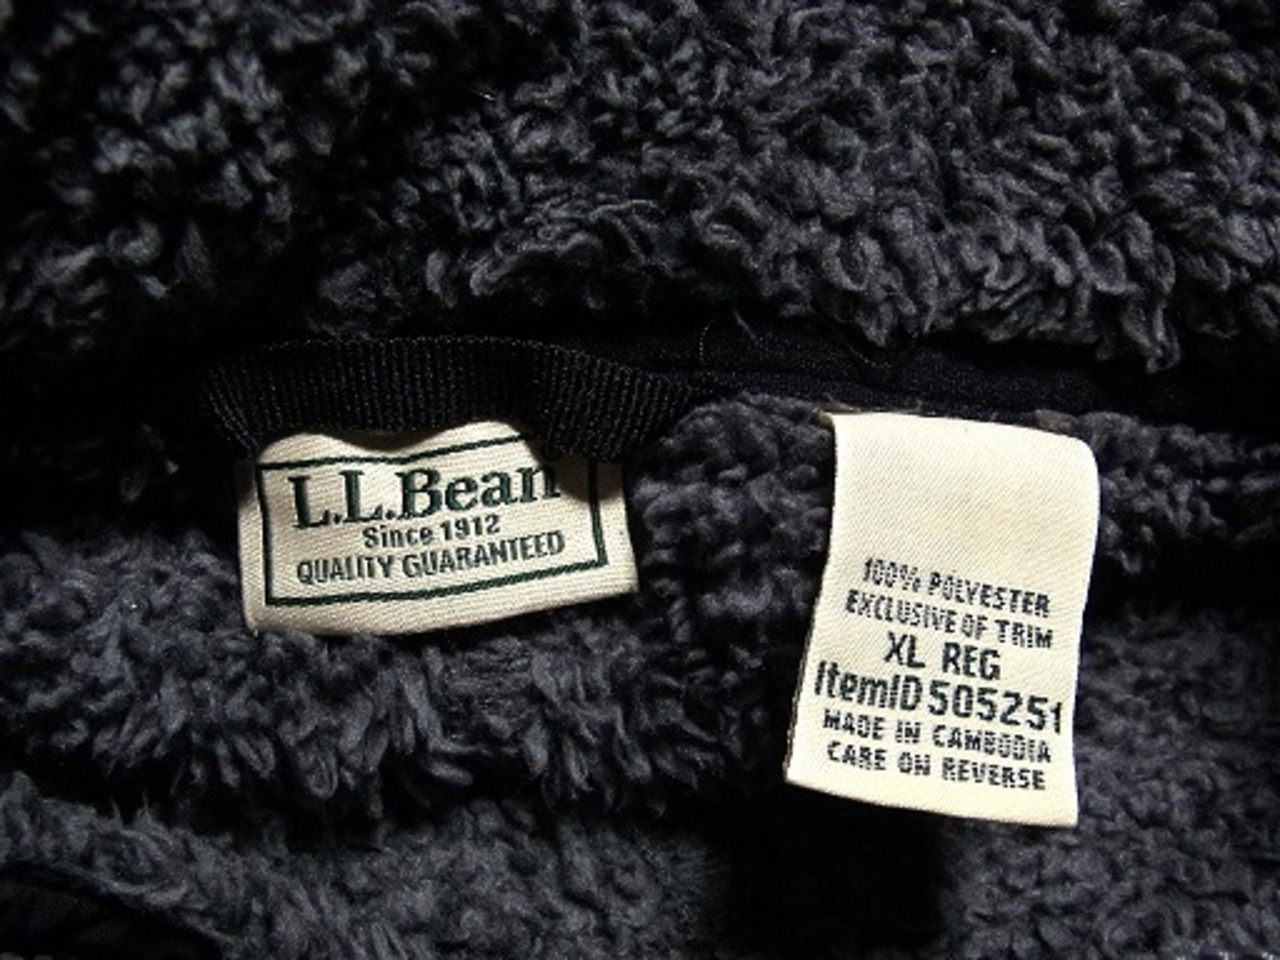 L.L.Bean
Since 1912
QUALITY GUARANTEED
100% POLYESTER
EXCLUSIVE OF TRIM
XL REG
ItemID 505251
MADE IN CAMBODIA
CARE ON REVERSE